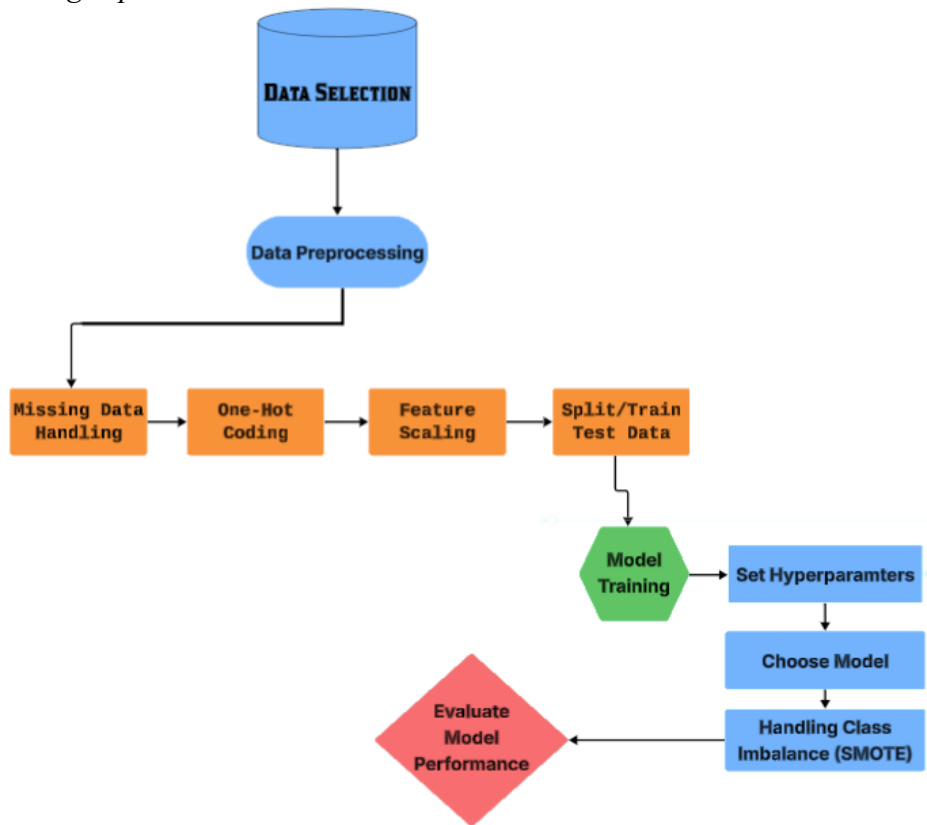 DATA SELECTION
Data Preprocessing
Missing Data
Handling
One-Hot
Coding
Feature
Scaling
Split/Train
Test Data
Model
Training
Set Hyperparamters
Choose Model
Handling Class
Imbalance (SMOTE)
Evaluate
Model
Performance